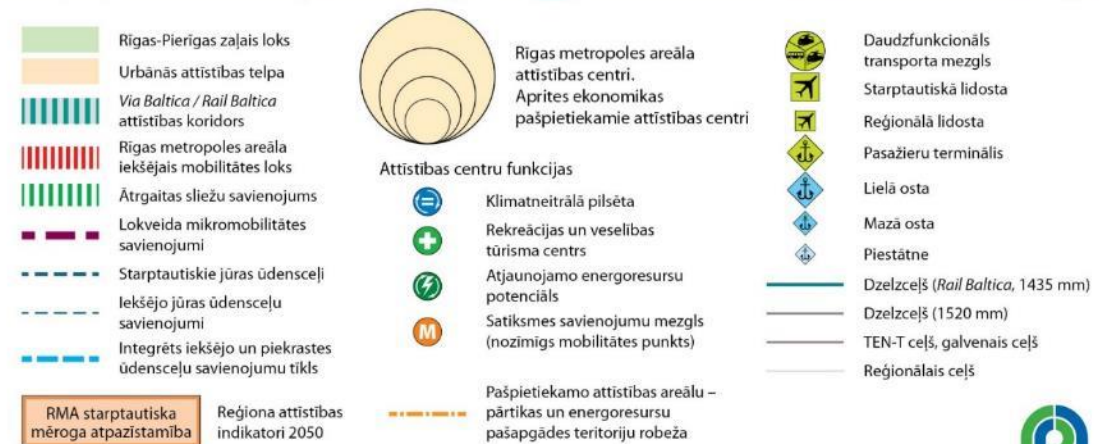 Rīgas-Pierīgas zaļais loks
Urbānās attīstības telpa
Via Baltica / Rail Baltica
attīstības koridors
Rīgas metropoles areāla
iekšējais mobilitātes loks
Ātrgaitas sliežu savienojums
Lokveida mikromobilitātes
savienojumi
Starptautiskie jūras ūdensceļi
Iekšējo jūras ūdensceļu
savienojumi
Integrēts iekšējo un piekrastes
ūdensceļu savienojumu tīkls
RMA starptautiska
mēroga atpazīstamība
Reģiona attīstības
indikatori 2050
Rīgas metropoles areāla
attīstības centri.
Aprites ekonomikas
pašpietiekamie attīstības centri
Attīstības centru funkcijas
Klimatneitrālā pilsēta
Rekreācijas un veselības
tūrisma centrs
Atjaunojamo energoresursu
potenciāls
M
Satiksmes savienojumu mezgls
(nozīmīgs mobilitātes punkts)
Pašpietiekamo attīstības areālu –
pārtikas un energoresursu
pašapgādes teritoriju robeža
Daudzfunkcionāls
transporta mezgls
Starptautiskā lidosta
Reģionālā lidosta
Pasažieru terminālis
Lielā osta
Mazā osta
Piestātne
Dzelzceļš (Rail Baltica, 1435 mm)
Dzelzceļš (1520 mm)
TEN-T ceļš, galvenais ceļš
Reģionālais ceļš